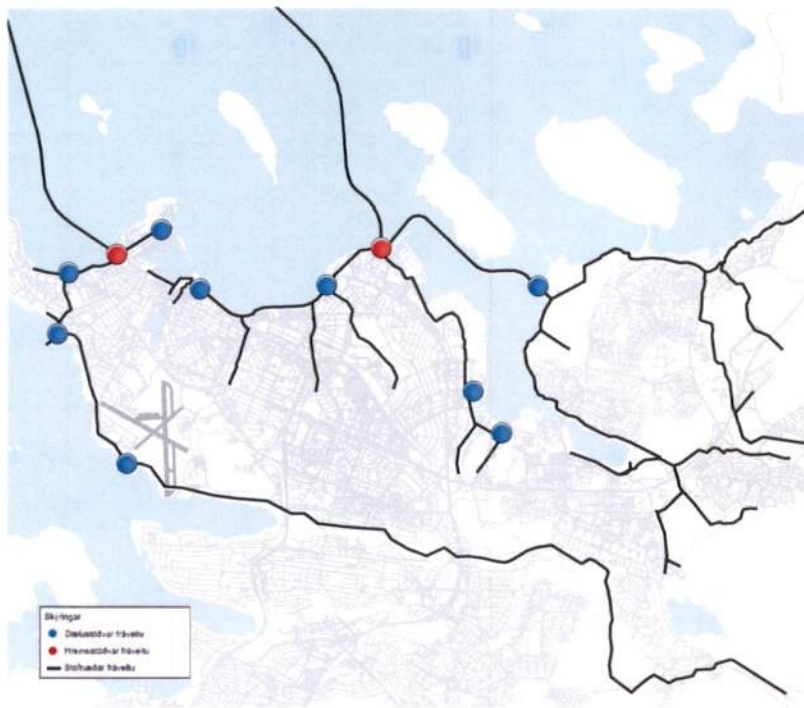 Skýringar
Dælustöðvar fráveitu
Hreinsistöðvar fráveitu
Stofnæðar fráveitu